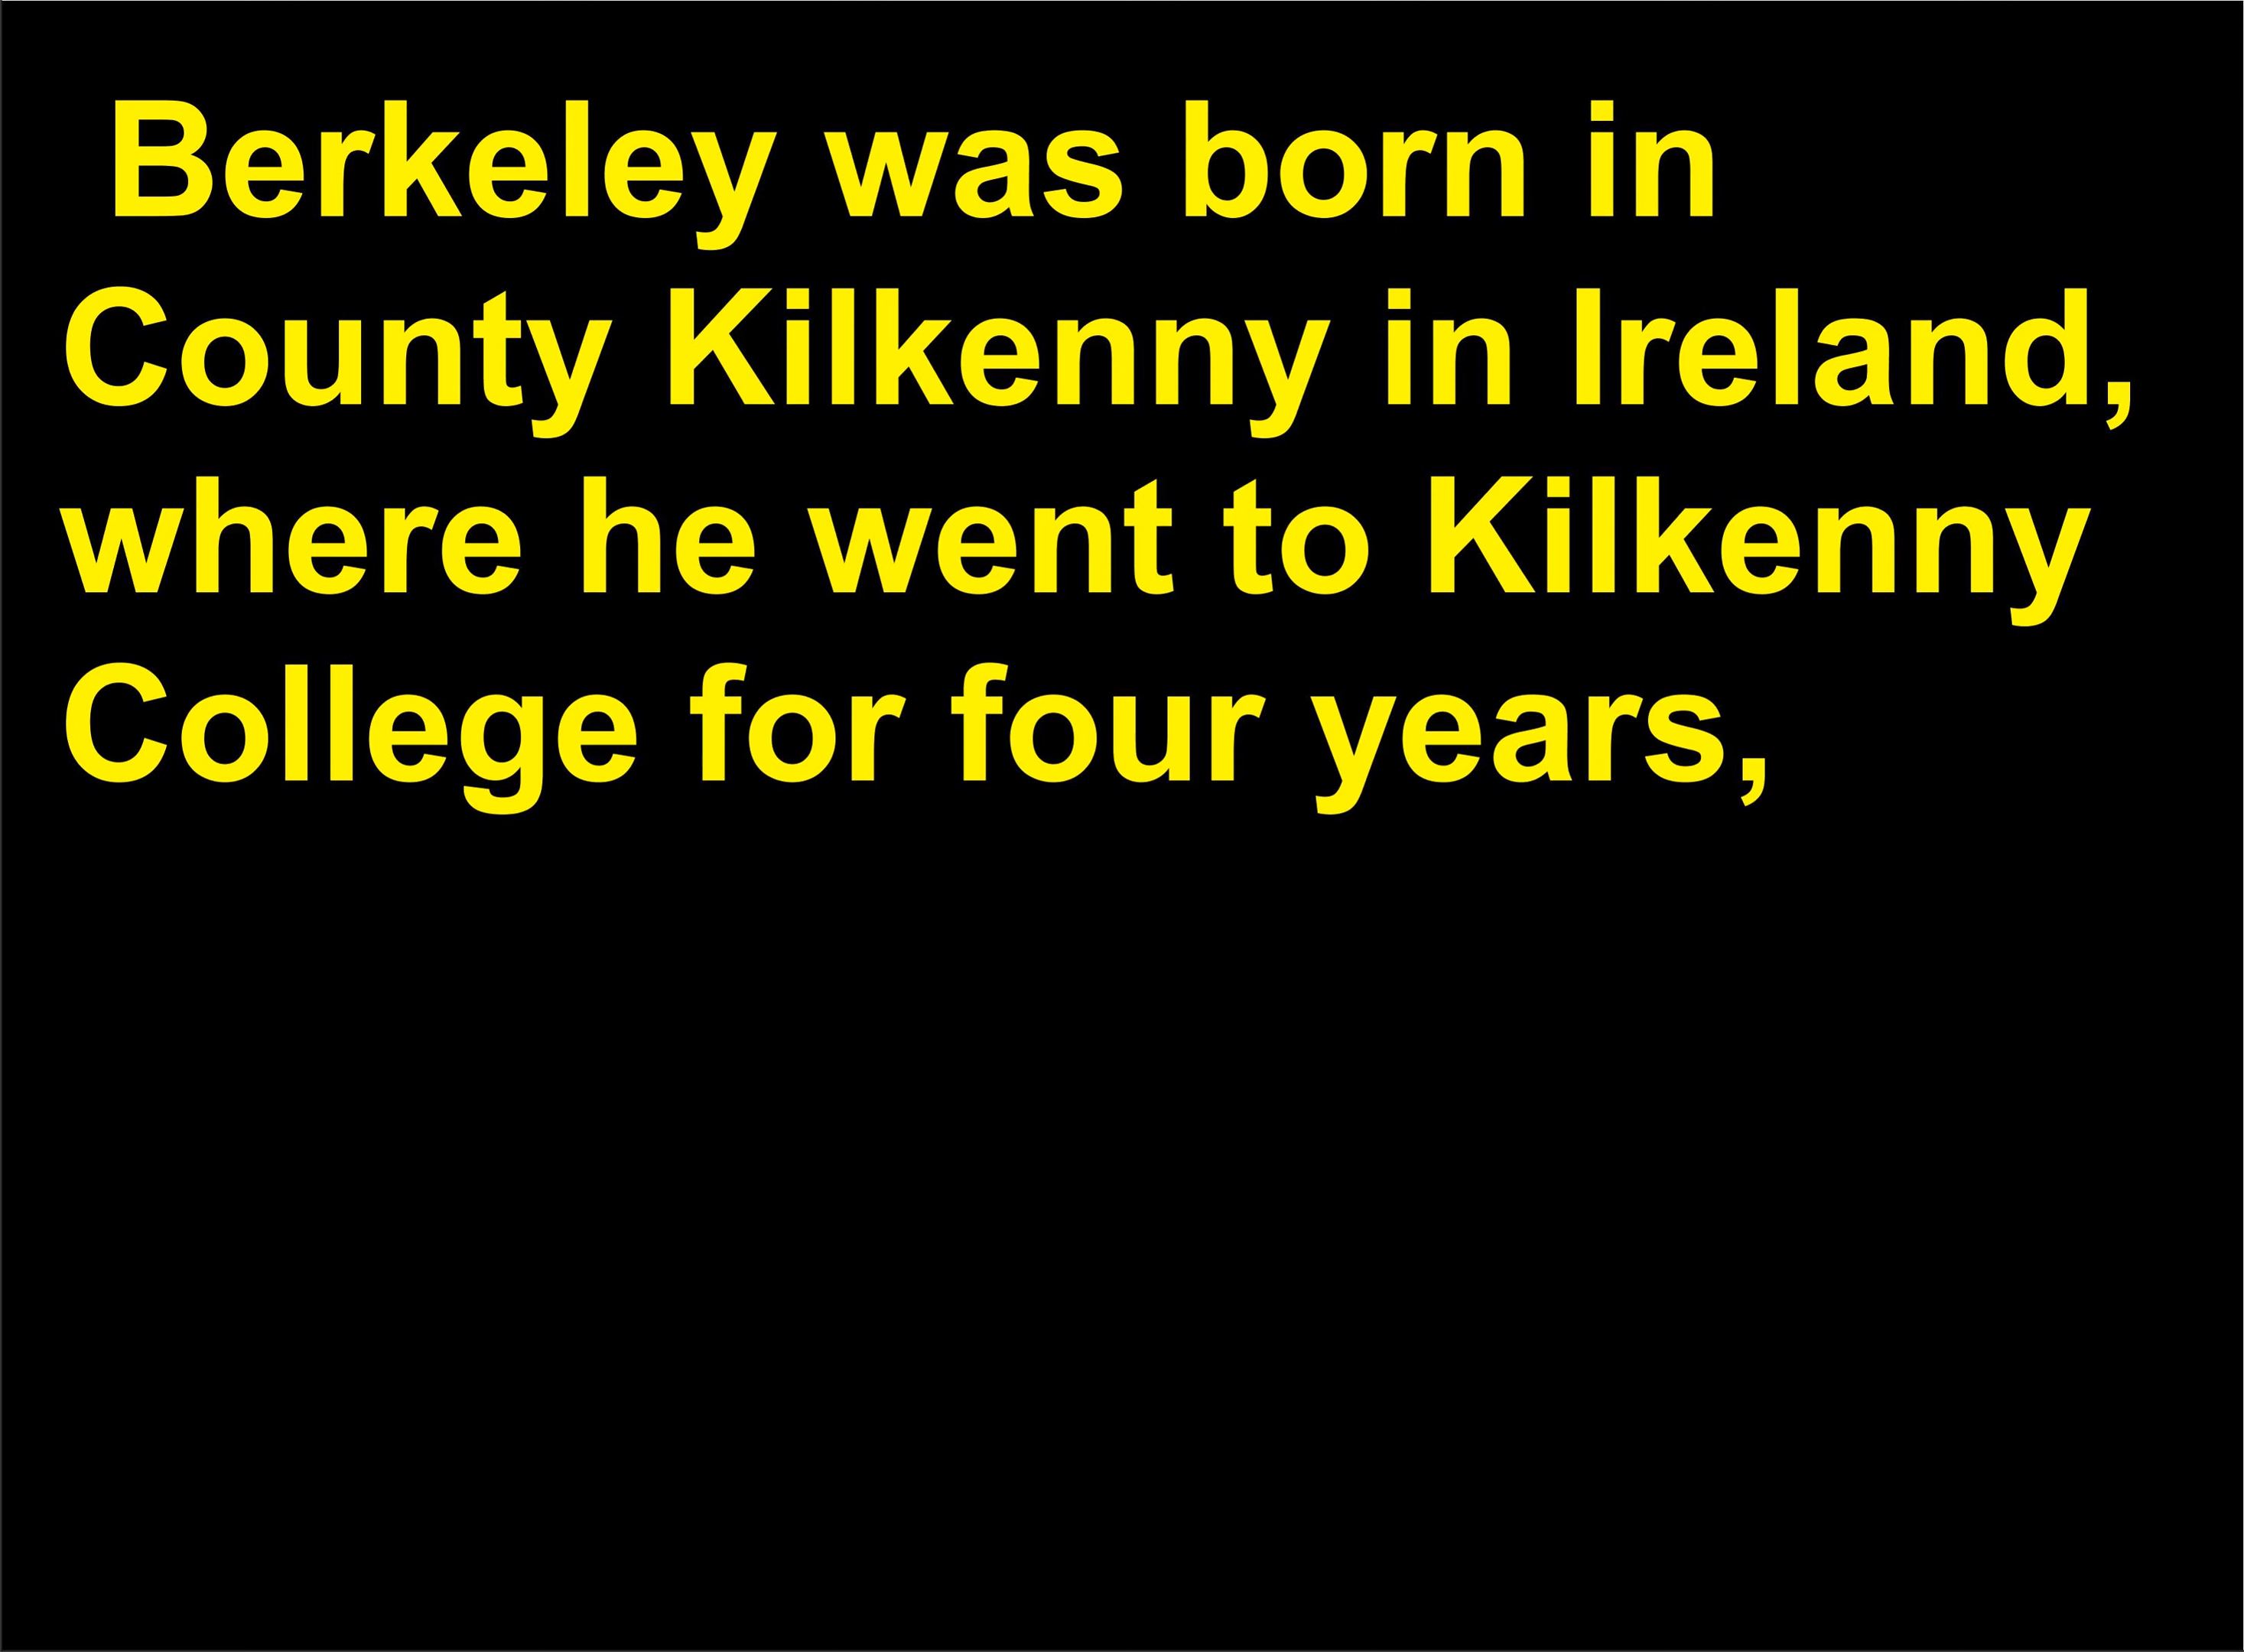 Berkeley was born in
County Kilkenny in Ireland,
where he went to Kilkenny
College for four years,